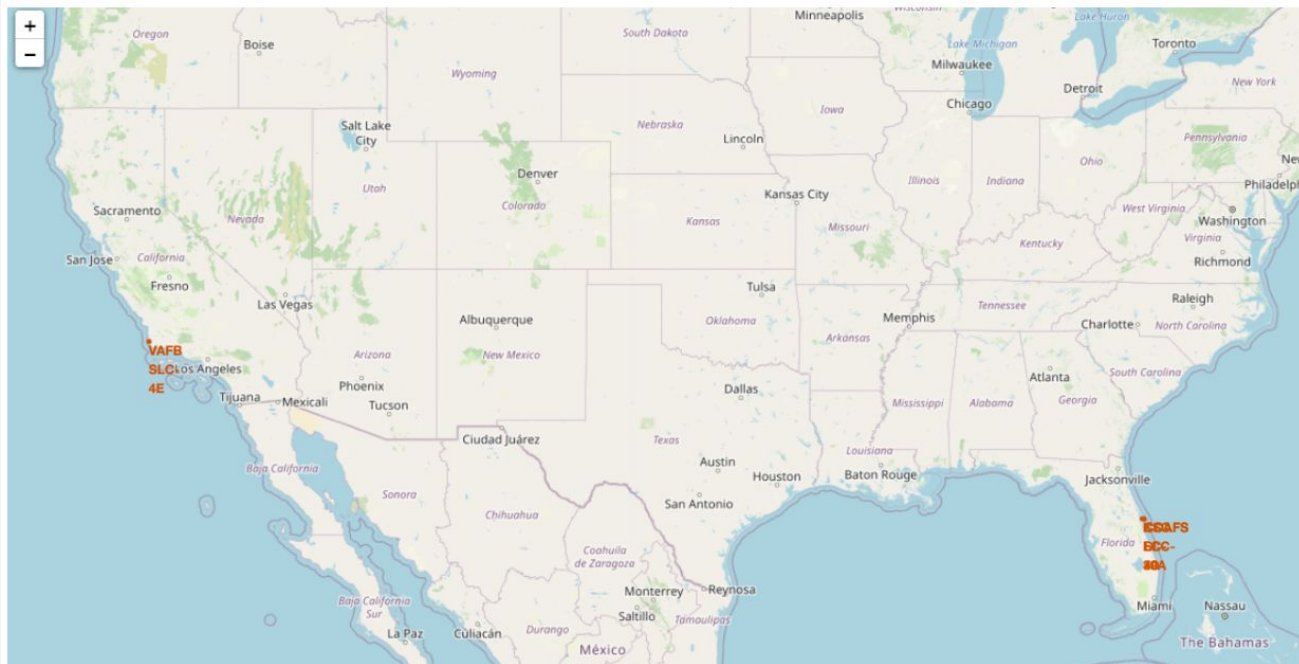 +
−
Oregon
Boise
Wyoming
South Dakota
Minneapolis
Wisconsin
Lake Michigan
Milwaukee
Lake Huron
Toronto
Detroit
New York
Chicago
Iowa
Nebraska
Lincoln
Salt Lake
City
Utah
Nevada
Denver
Colorado
Kansas City
Kansas
Missouri
Illinois
Indiana
Ohio
Pennsylvania
Philadelph
West Virginia
Washington
Virginia
Richmond
Kentucky
Sacramento
San Jose
California
Fresno
Las Vegas
Albuquerque
New Mexico
Arizona
Phoenix
Tucson
Tulsa
Oklahoma
Arkansas
Memphis
Tennessee
Raleigh
Charlotte
North Carolina
South Carolina
Atlanta
Georgia
Alabama
Mississippi
VAFB
SLC-
4E
Los Angeles
Tijuana
Mexicali
Ciudad Juárez
Dallas
Texas
Austin
Houston
San Antonio
Louisiana
Baton Rouge
Jacksonville
Florida
Miami
Nassau
The Bahamas
Baja California
Sonora
Chihuahua
Coahuila
de Zaragoza
Monterrey
Reynosa
Saltillo
Tamaulipas
Baja California
Sur
La Paz
Culiacán
Durango
México